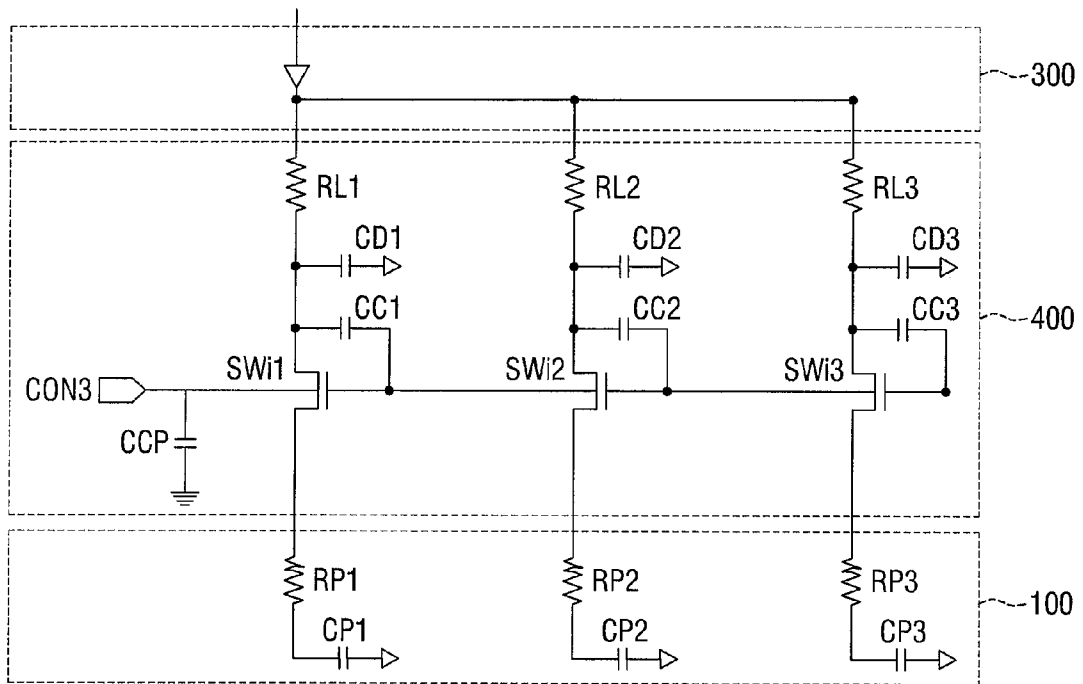 300
RL1 RL2 RL3
CD1 CD2 CD3
CC1 CC2 CC3
400
SWi1 SWi2 SWi3
CON3
CCP
RP1 RP2 RP3
100
CP1 CP2 CP3